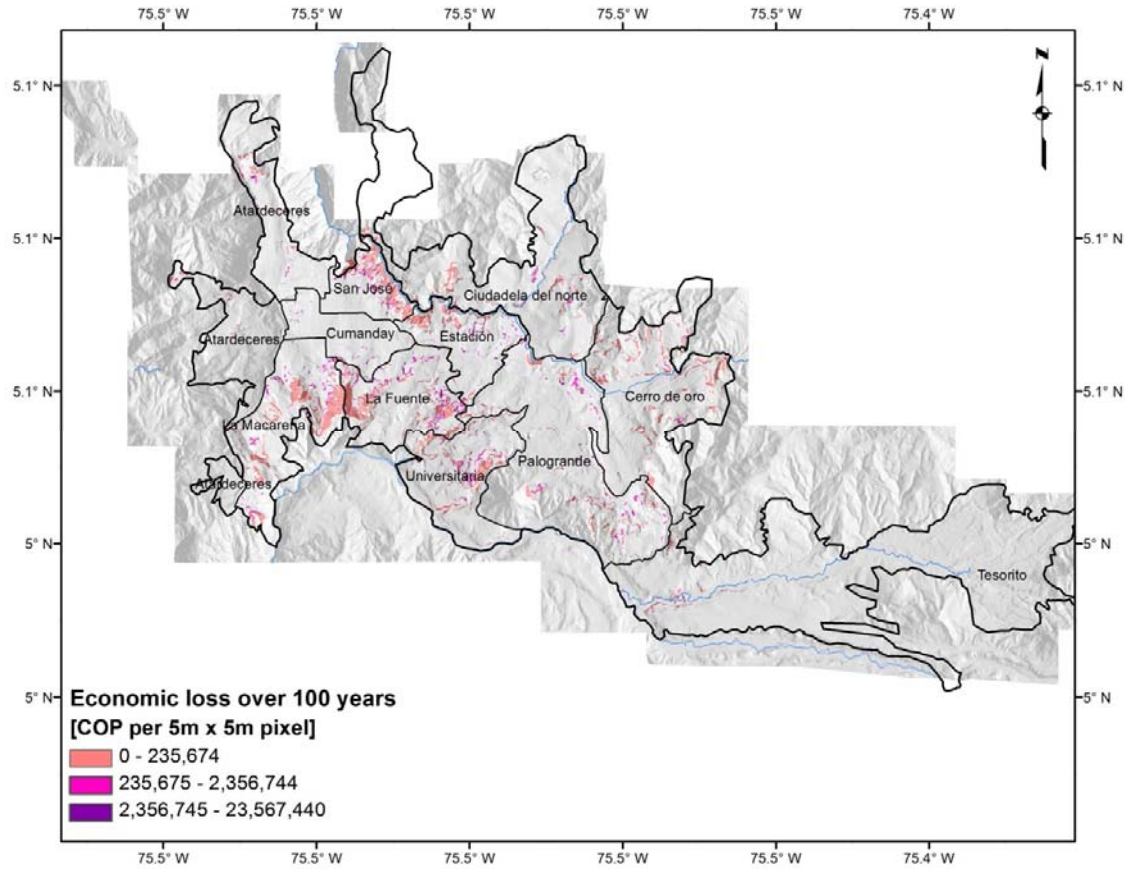 75.5° W 75.5° W 75.5° W 75.5° W 75.5° W 75.4° W
N
5.1° N 5.1° N
Atardeceres
5.1° N 5.1° N
San José
Ciudadela del norte
Cumanday
Estación
Atardeceres
5.1° N 5.1° N
La Fuente
Cerro de oro
La Macarena
Palogrande
Universitaria
Atardeceres
5° N 5° N
Tesorito
5° N 5° N
Economic loss over 100 years
[COP per 5m x 5m pixel]
0 - 235,674
235,675 - 2,356,744
2,356,745 - 23,567,440
75.5° W 75.5° W 75.5° W 75.5° W 75.5° W 75.4° W